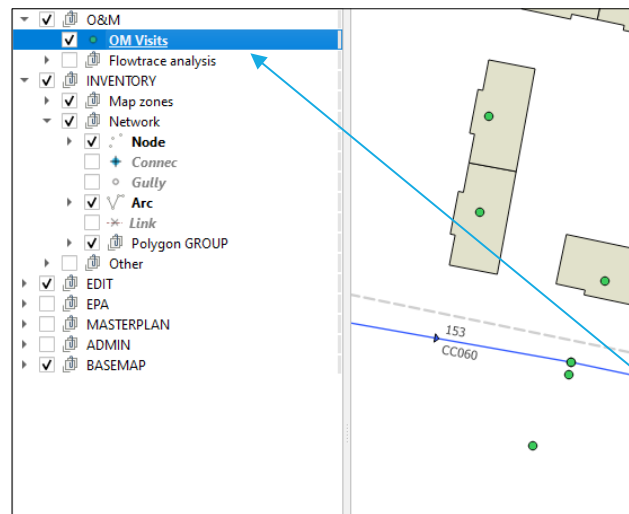 O&M
OM Visits
Flowtrace analysis
INVENTORY
Map zones
Network
Node
Connec
Gully
Arc
Link
Polygon GROUP
Other
EDIT
EPA
MASTERPLAN
ADMIN
BASEMAP
153
CC060